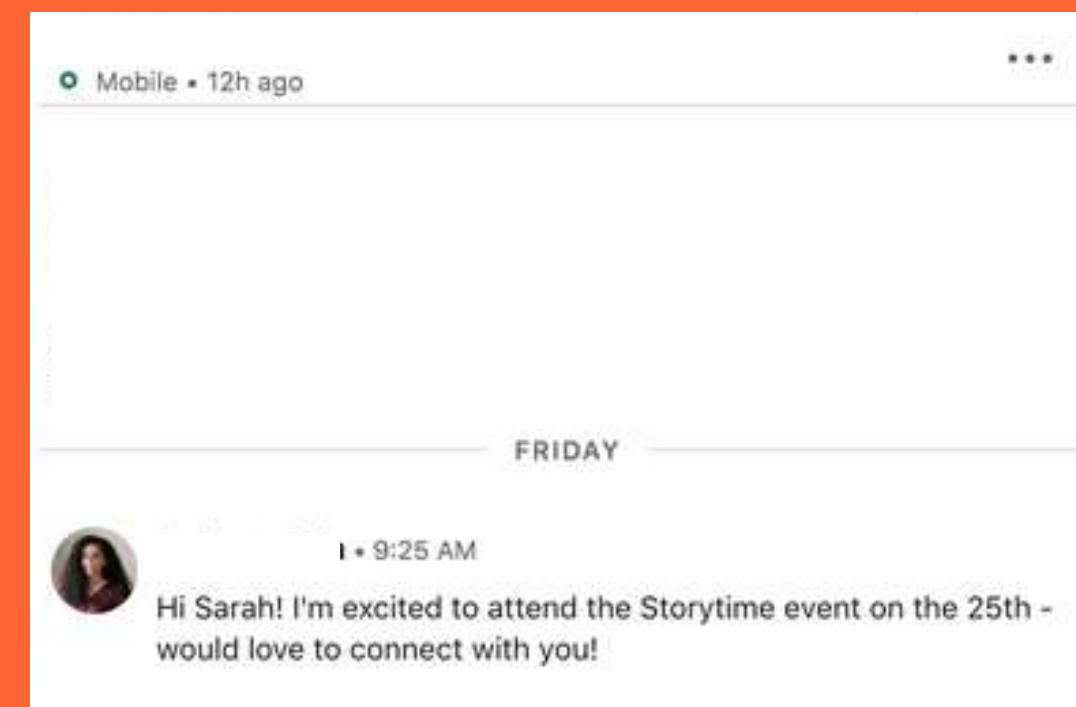 Mobile • 12h ago
FRIDAY
• 9:25 AM
Hi Sarah! I'm excited to attend the Storytime event on the 25th -
would love to connect with you!